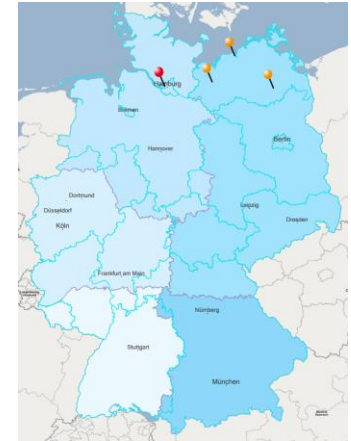 Hamburg
Bremen
Berlin
Hannover
Dortmund
Düsseldorf
Leipzig
Köln
Dresden
Frankfurt am Main
Nürnberg
Stuttgart
München